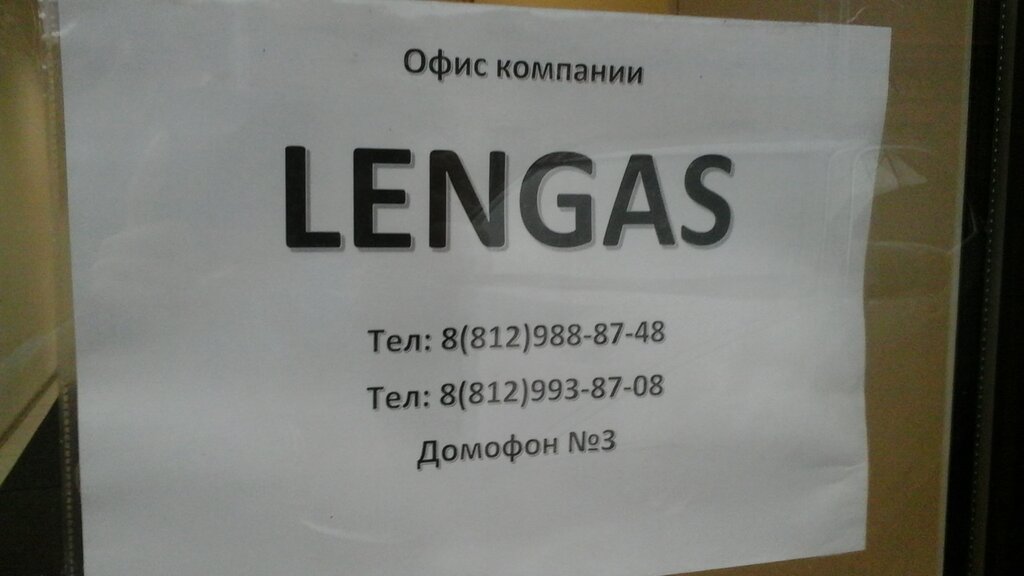 Офис компании
LENGAS
Тел: 8(812)988-87-48
Тел: 8(812)993-87-08
Домофон №3